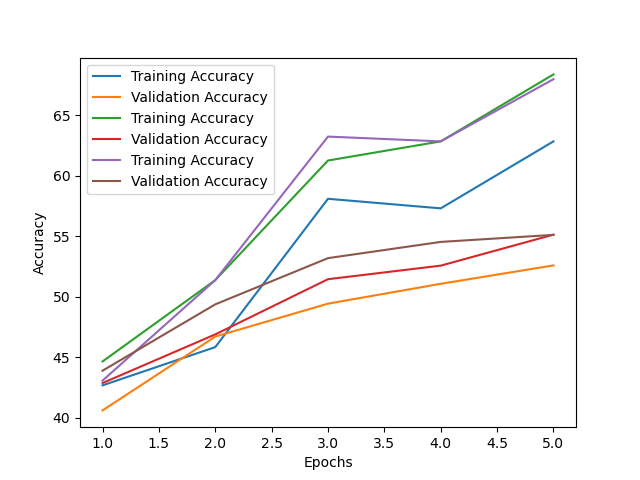 Training Accuracy
Validation Accuracy
Training Accuracy
Validation Accuracy
Training Accuracy
Validation Accuracy
65
60
55
50
45
40
Accuracy
1.0 1.5 2.0 2.5 3.0 3.5 4.0 4.5 5.0
Epochs